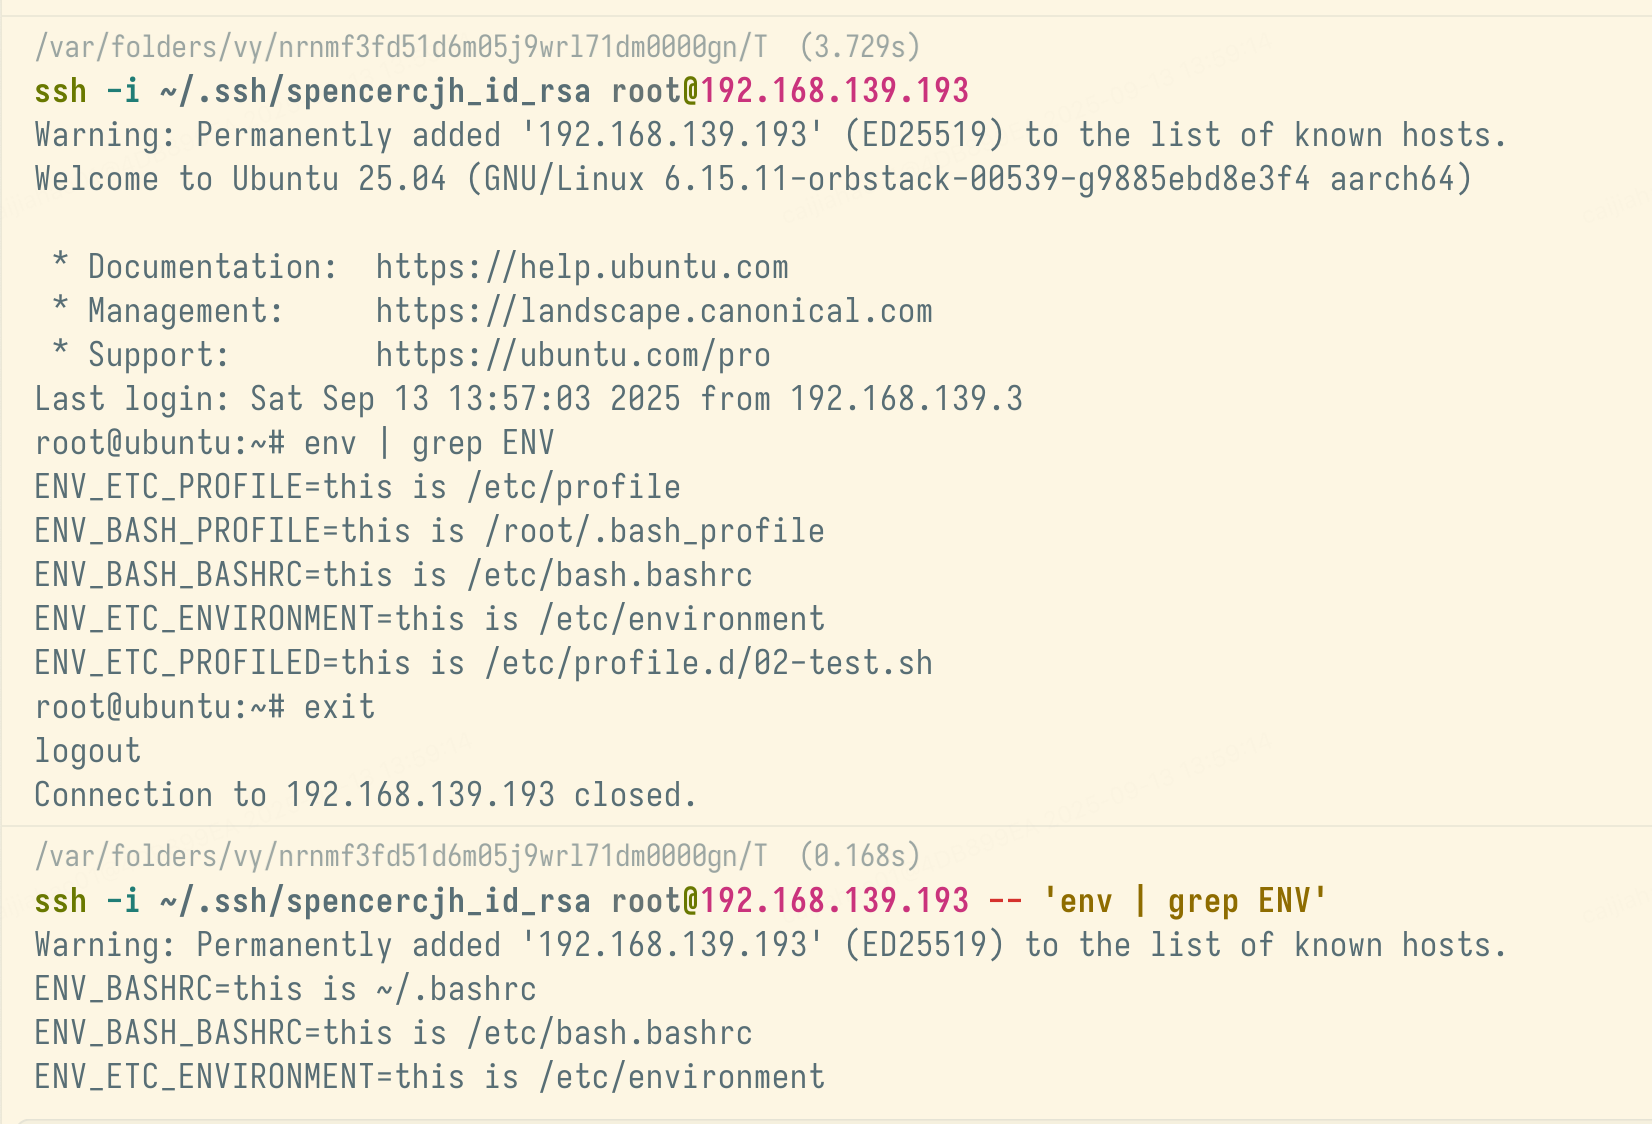 /var/folders/vy/nrnmf3fd51d6m05j9wrl71dm0000gn/T  (3.729s)
ssh -i ~/.ssh/spencercjh_id_rsa root@192.168.139.193
Warning: Permanently added '192.168.139.193' (ED25519) to the list of known hosts.
Welcome to Ubuntu 25.04 (GNU/Linux 6.15.11-orbstack-00539-g9885ebd8e3f4 aarch64)
 * Documentation:  https://help.ubuntu.com
 * Management:     https://landscape.canonical.com
 * Support:        https://ubuntu.com/pro
Last login: Sat Sep 13 13:57:03 2025 from 192.168.139.3
root@ubuntu:~# env | grep ENV
ENV_ETC_PROFILE=this is /etc/profile
ENV_BASH_PROFILE=this is /root/.bash_profile
ENV_BASH_BASHRC=this is /etc/bash.bashrc
ENV_ETC_ENVIRONMENT=this is /etc/environment
ENV_ETC_PROFILED=this is /etc/profile.d/02-test.sh
root@ubuntu:~# exit
logout
Connection to 192.168.139.193 closed.
/var/folders/vy/nrnmf3fd51d6m05j9wrl71dm0000gn/T  (0.168s)
ssh -i ~/.ssh/spencercjh_id_rsa root@192.168.139.193 -- 'env | grep ENV'
Warning: Permanently added '192.168.139.193' (ED25519) to the list of known hosts.
ENV_BASHRC=this is ~/.bashrc
ENV_BASH_BASHRC=this is /etc/bash.bashrc
ENV_ETC_ENVIRONMENT=this is /etc/environment